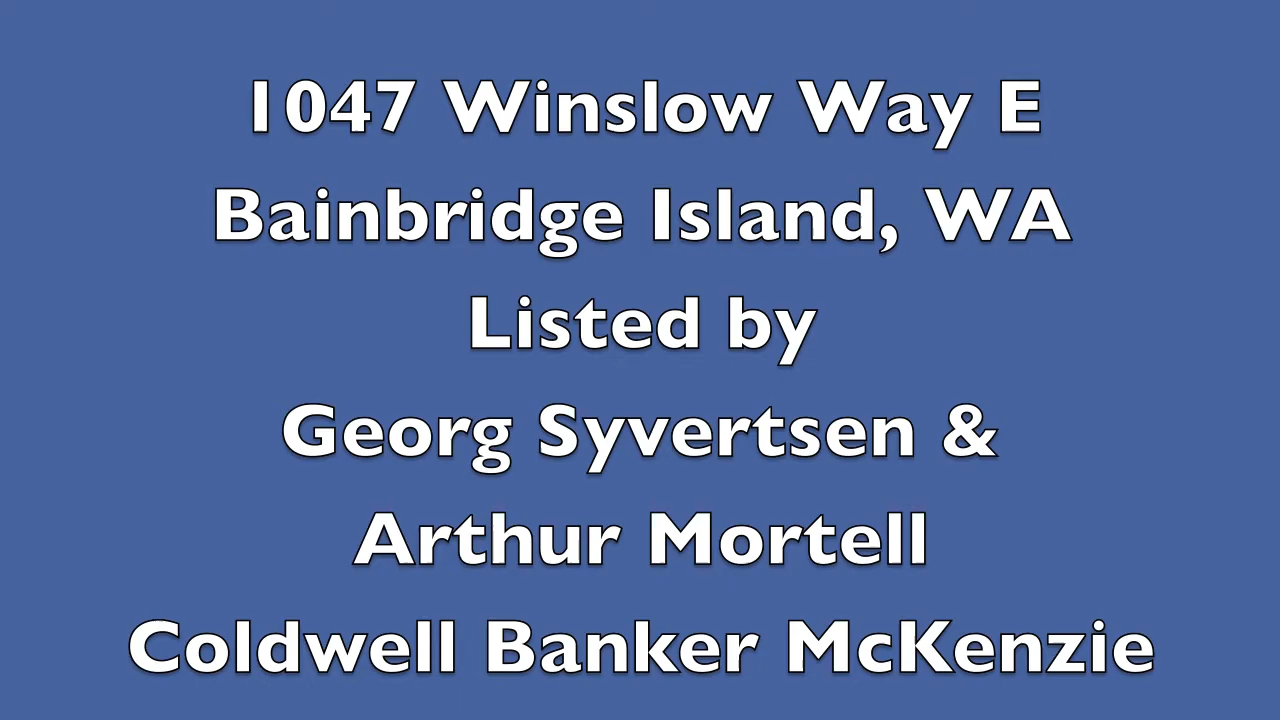 1047 Winslow Way E
Bainbridge Island, WA
Listed by
Georg Syvertsen &
Arthur Mortell
Coldwell Banker McKenzie